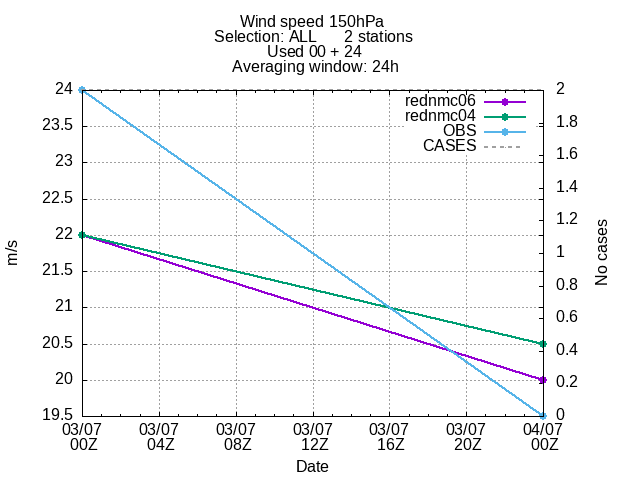 Wind speed 150hPa
Selection: ALL      2 stations
Used 00 + 24
Averaging window: 24h
rednmc06
rednmc04
OBS
CASES
24
23.5
23
22.5
22
21.5
21
20.5
20
19.5
m/s
2
1.8
1.6
1.4
1.2
1
0.8
0.6
0.4
0.2
0
No cases
03/07 03/07 03/07 03/07 03/07 03/07 04/07
00Z 04Z 08Z 12Z 16Z 20Z 00Z
Date